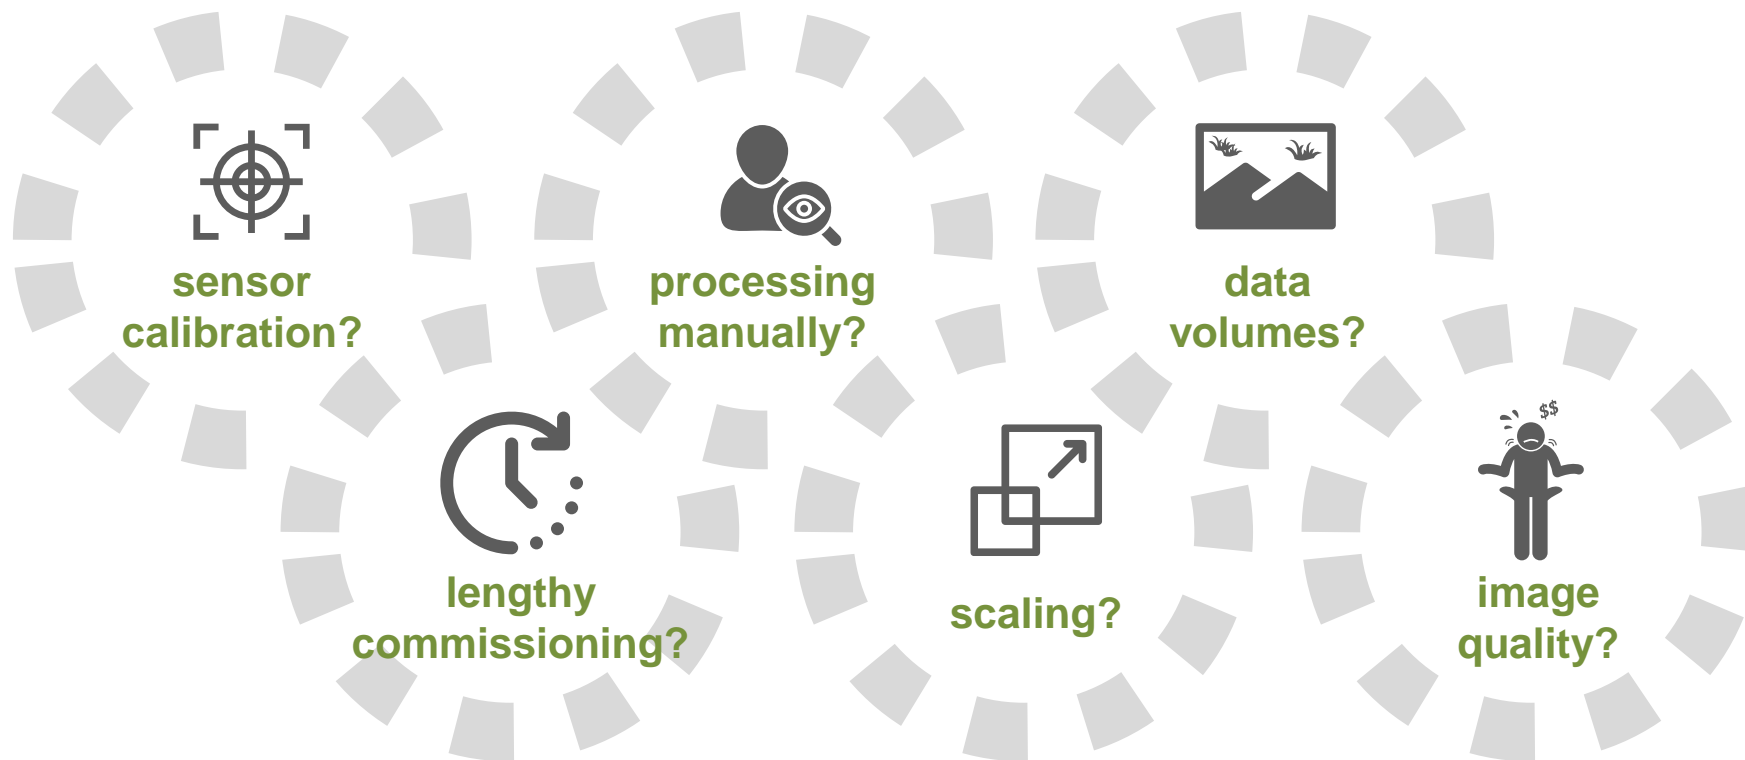 sensor
calibration?
processing
manually?
data
volumes?
$$
lengthy
commissioning?
scaling?
image
quality?